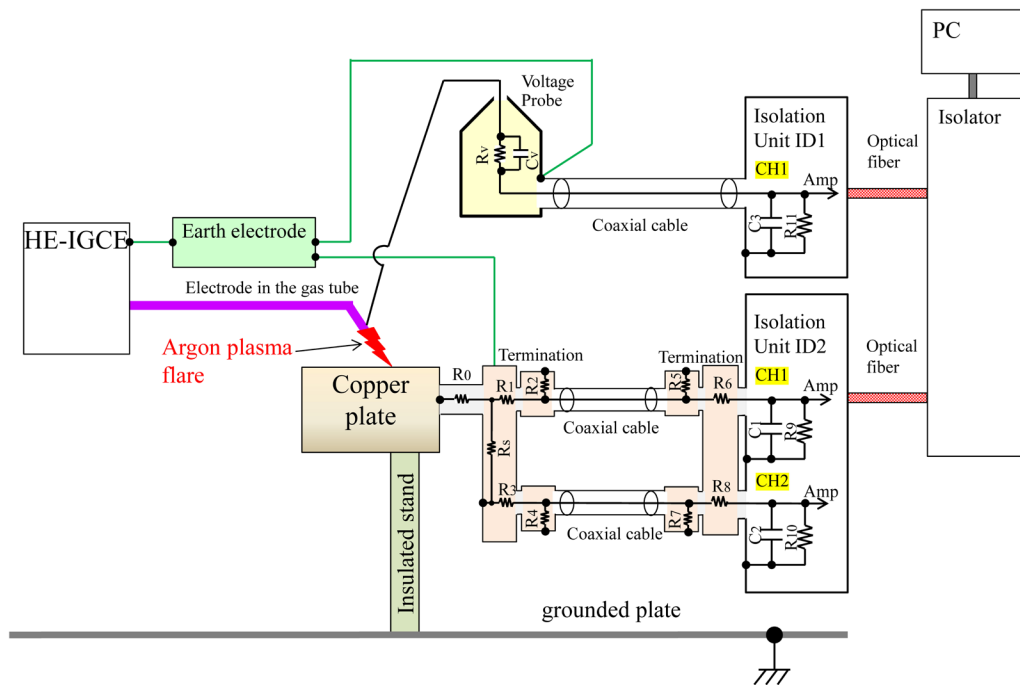 PC
Isolator
Voltage
Probe
Rv
Cv
Isolation
Unit ID1
CH1
Amp
C3
R11
Optical
fiber
Coaxial cable
HE-IGCE
Earth electrode
Electrode in the gas tube
Argon plasma
flare
Copper
plate
Insulated stand
R0
Termination
R1
R2
Rs
R3
R4
Coaxial cable
Coaxial cable
Termination
R5
R6
R7
R8
Isolation
Unit ID2
CH1
Amp
C1
R9
CH2
Amp
C2
R10
Optical
fiber
grounded plate